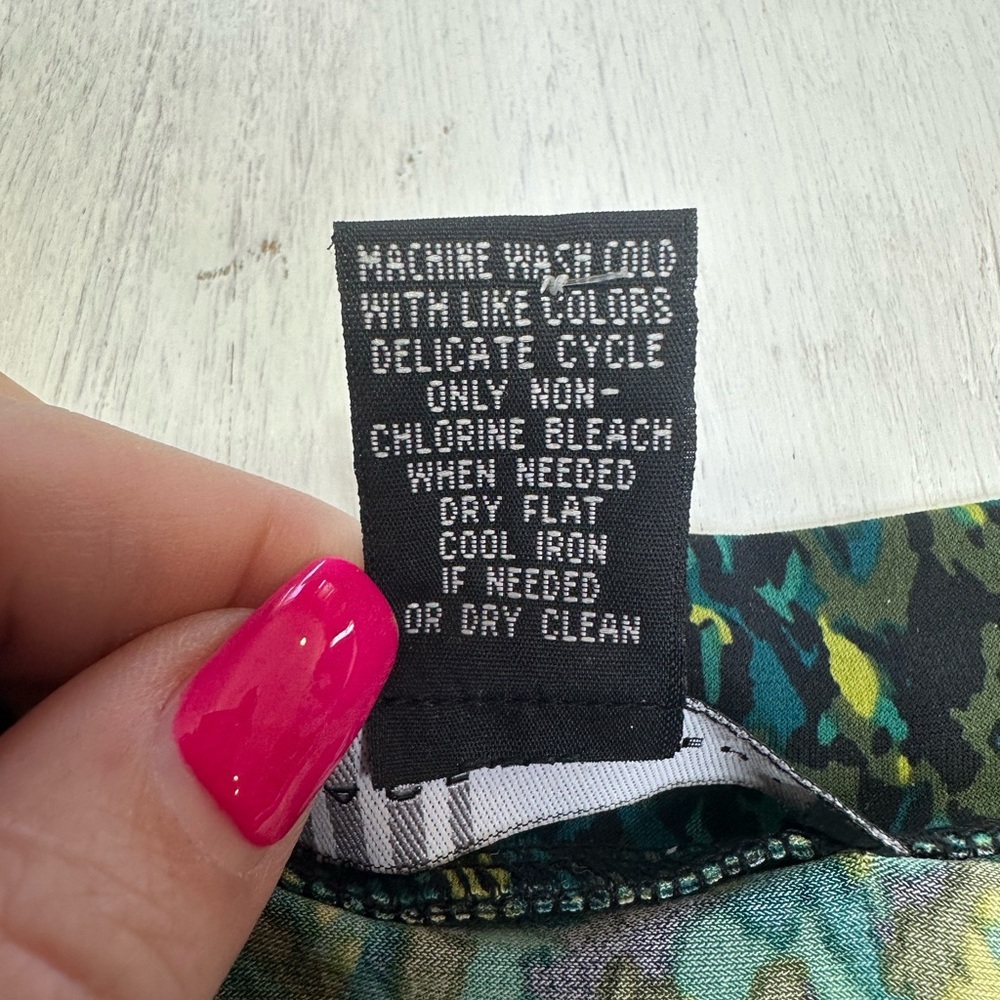 MACHINE WASH COLD
WITH LIKE COLORS
DELICATE CYCLE
ONLY NON-
CHLORINE BLEACH
WHEN NEEDED
DRY FLAT
COOL IRON
IF NEEDED
OR DRY CLEAN